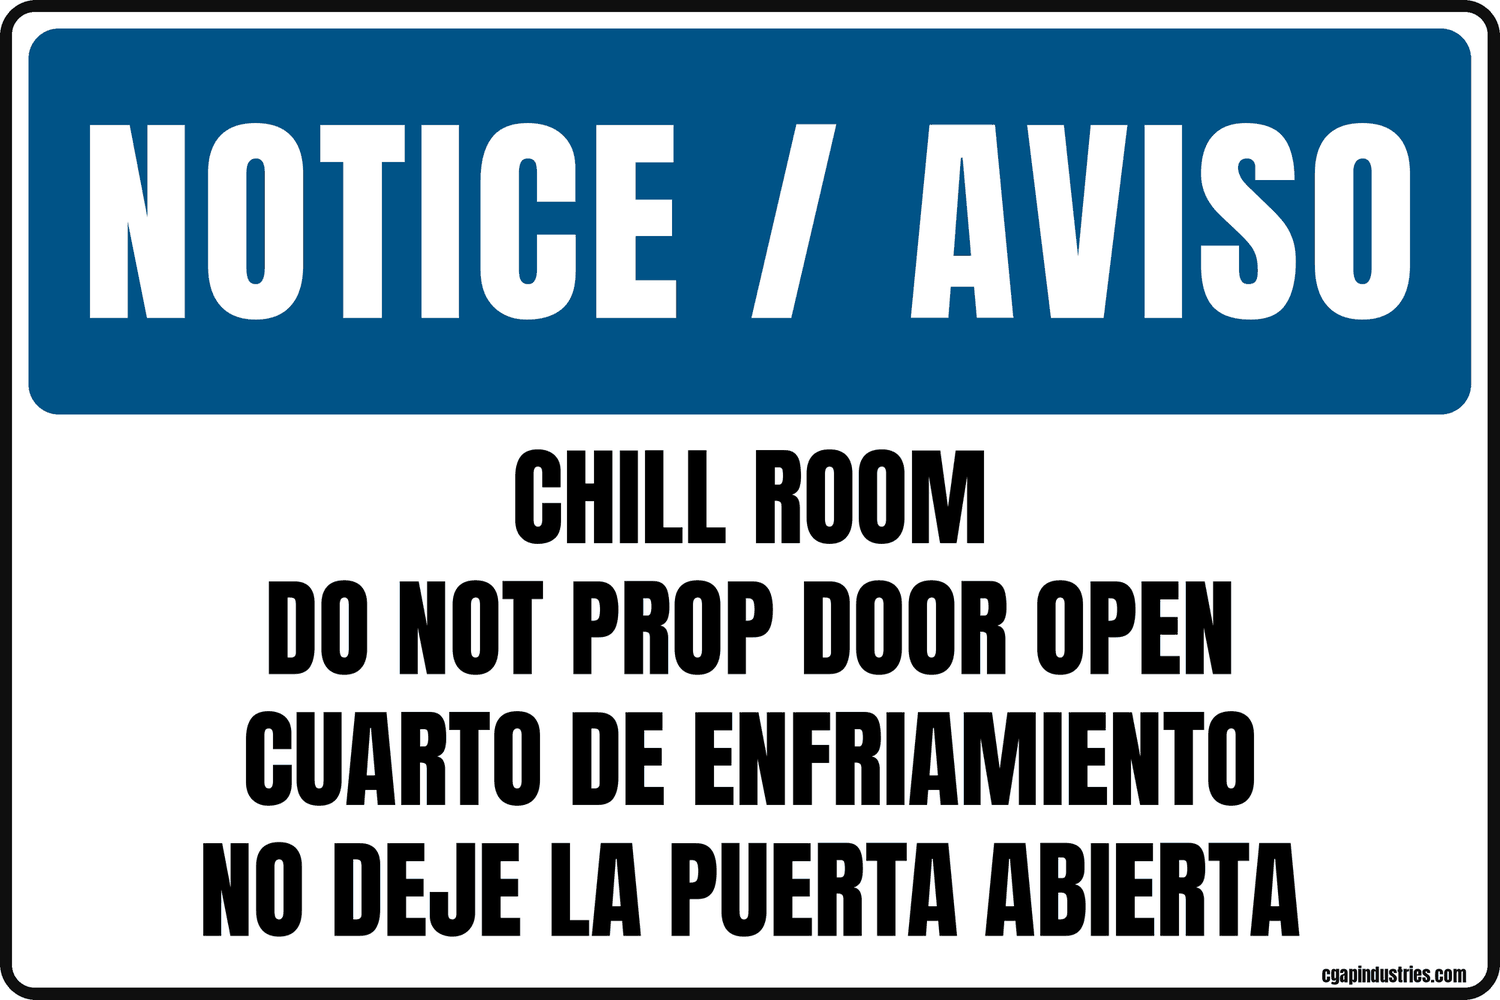 NOTICE / AVISO
CHILL ROOM
DO NOT PROP DOOR OPEN
CUARTO DE ENFRIAMIENTO
NO DEJE LA PUERTA ABIERTA
cgapindustries.com